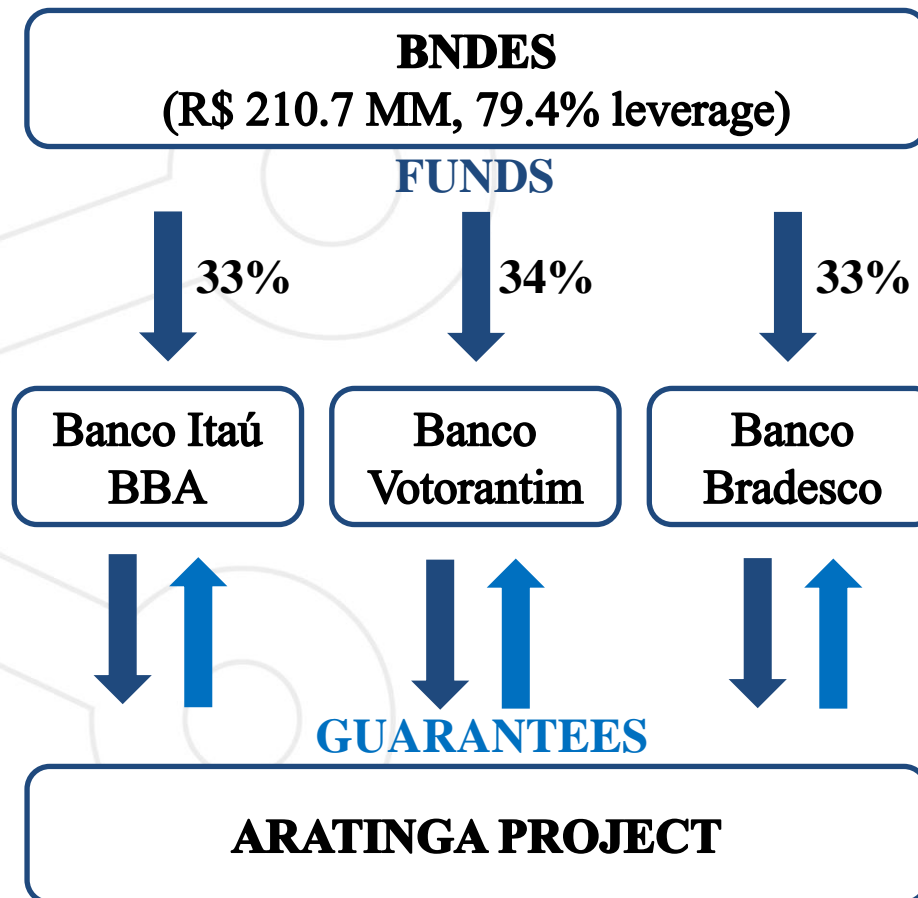 BNDES
(R$ 210.7 MM, 79.4% leverage)
FUNDS
33%
34%
33%
Banco Itaú
BBA
Banco
Votorantim
Banco
Bradesco
GUARANTEES
ARATINGA PROJECT